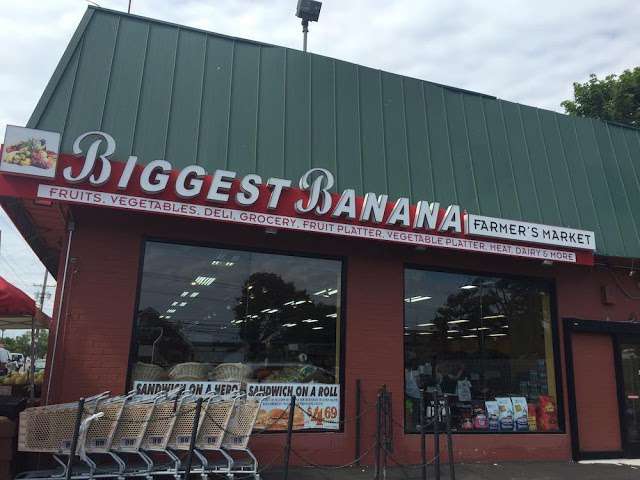 BIGGEST BANANA
FARMER'S MARKET
FRUITS, VEGETABLES, DELI, GROCERY, FRUIT PLATTER, VEGETABLE PLATTER, MEAT, DAIRY & MORE
SANDWICH ON A HERO
SANDWICH ON A ROLL
$4.69